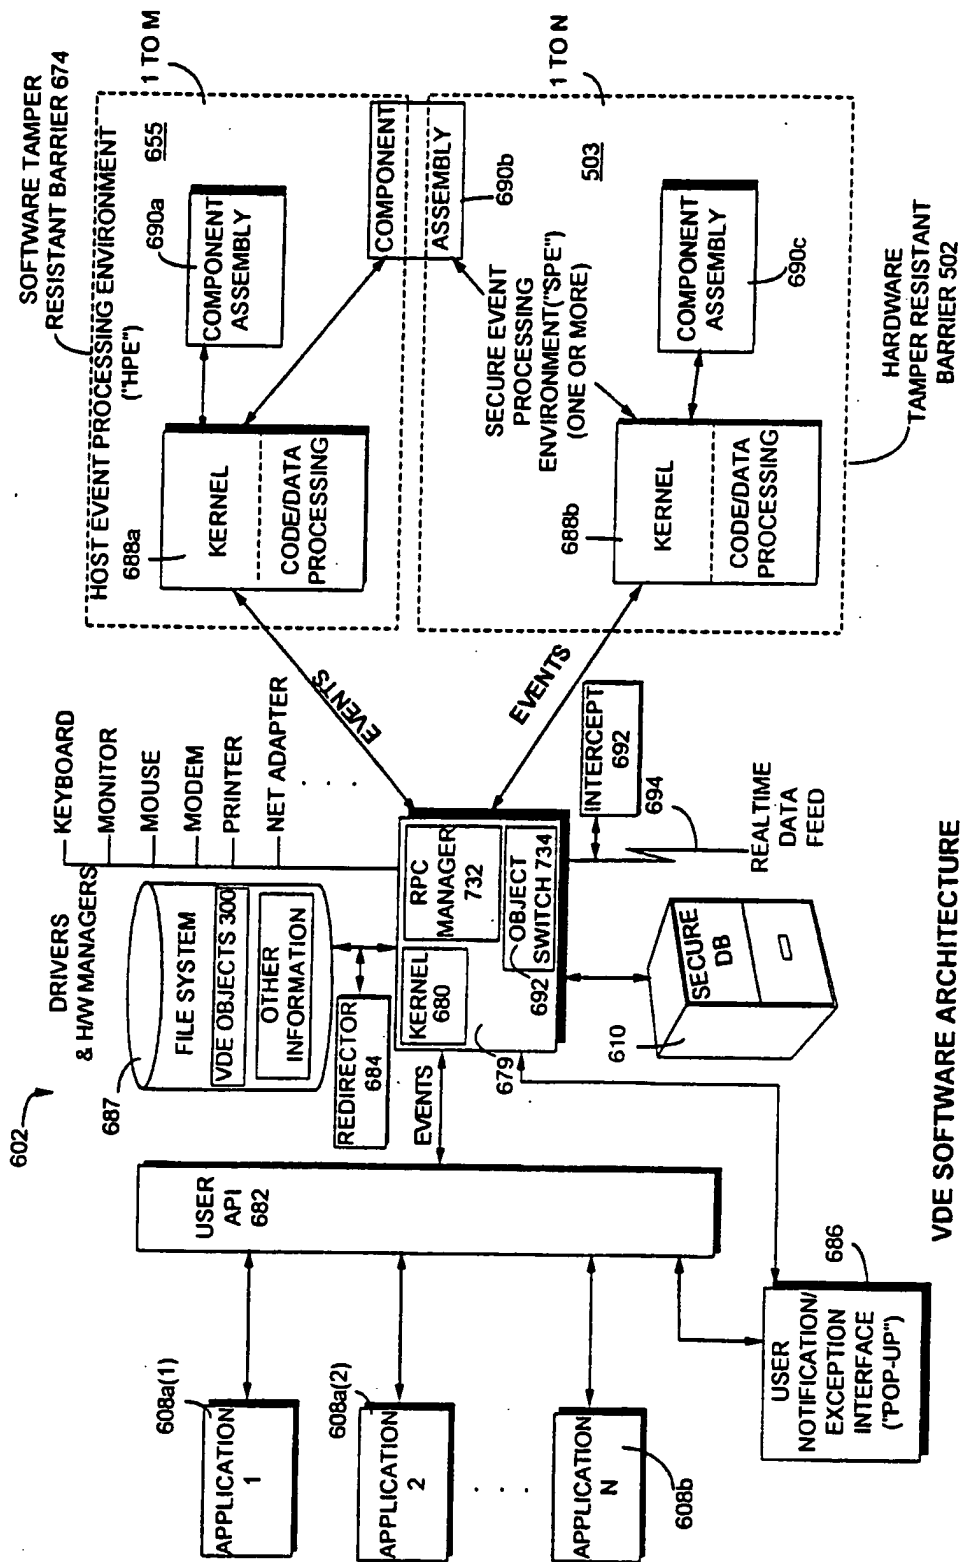 602
APPLICATION
1
608a(1)
APPLICATION
2
608a(2)
. . . .
APPLICATION
N
608b
USER
API
682
USER
NOTIFICATION/
EXCEPTION
INTERFACE
("POP-UP")
686
EVENTS
687
FILE SYSTEM
VDE OBJECTS 300
OTHER
INFORMATION
REDIRECTOR
684
DRIVERS
& H/W MANAGERS
KEYBOARD
MONITOR
MOUSE
MODEM
PRINTER
NET ADAPTER
. . .
KERNEL
680
RPC
MANAGER
732
OBJECT
SWITCH 734
692
679
SECURE
DB
610
INTERCEPT
692
694
REALTIME
DATA
FEED
EVENTS
EVENTS
SOFTWARE TAMPER
RESISTANT BARRIER 674
HOST EVENT PROCESSING ENVIRONMENT
("HPE")
655
1 TO M
688a
KERNEL
CODE/DATA
PROCESSING
690a
COMPONENT
ASSEMBLY
COMPONENT
ASSEMBLY
690b
SECURE EVENT
PROCESSING
ENVIRONMENT("SPE")
(ONE OR MORE)
503
1 TO N
688b
KERNEL
CODE/DATA
PROCESSING
COMPONENT
ASSEMBLY
690c
HARDWARE
TAMPER RESISTANT
BARRIER 502
VDE SOFTWARE ARCHITECTURE